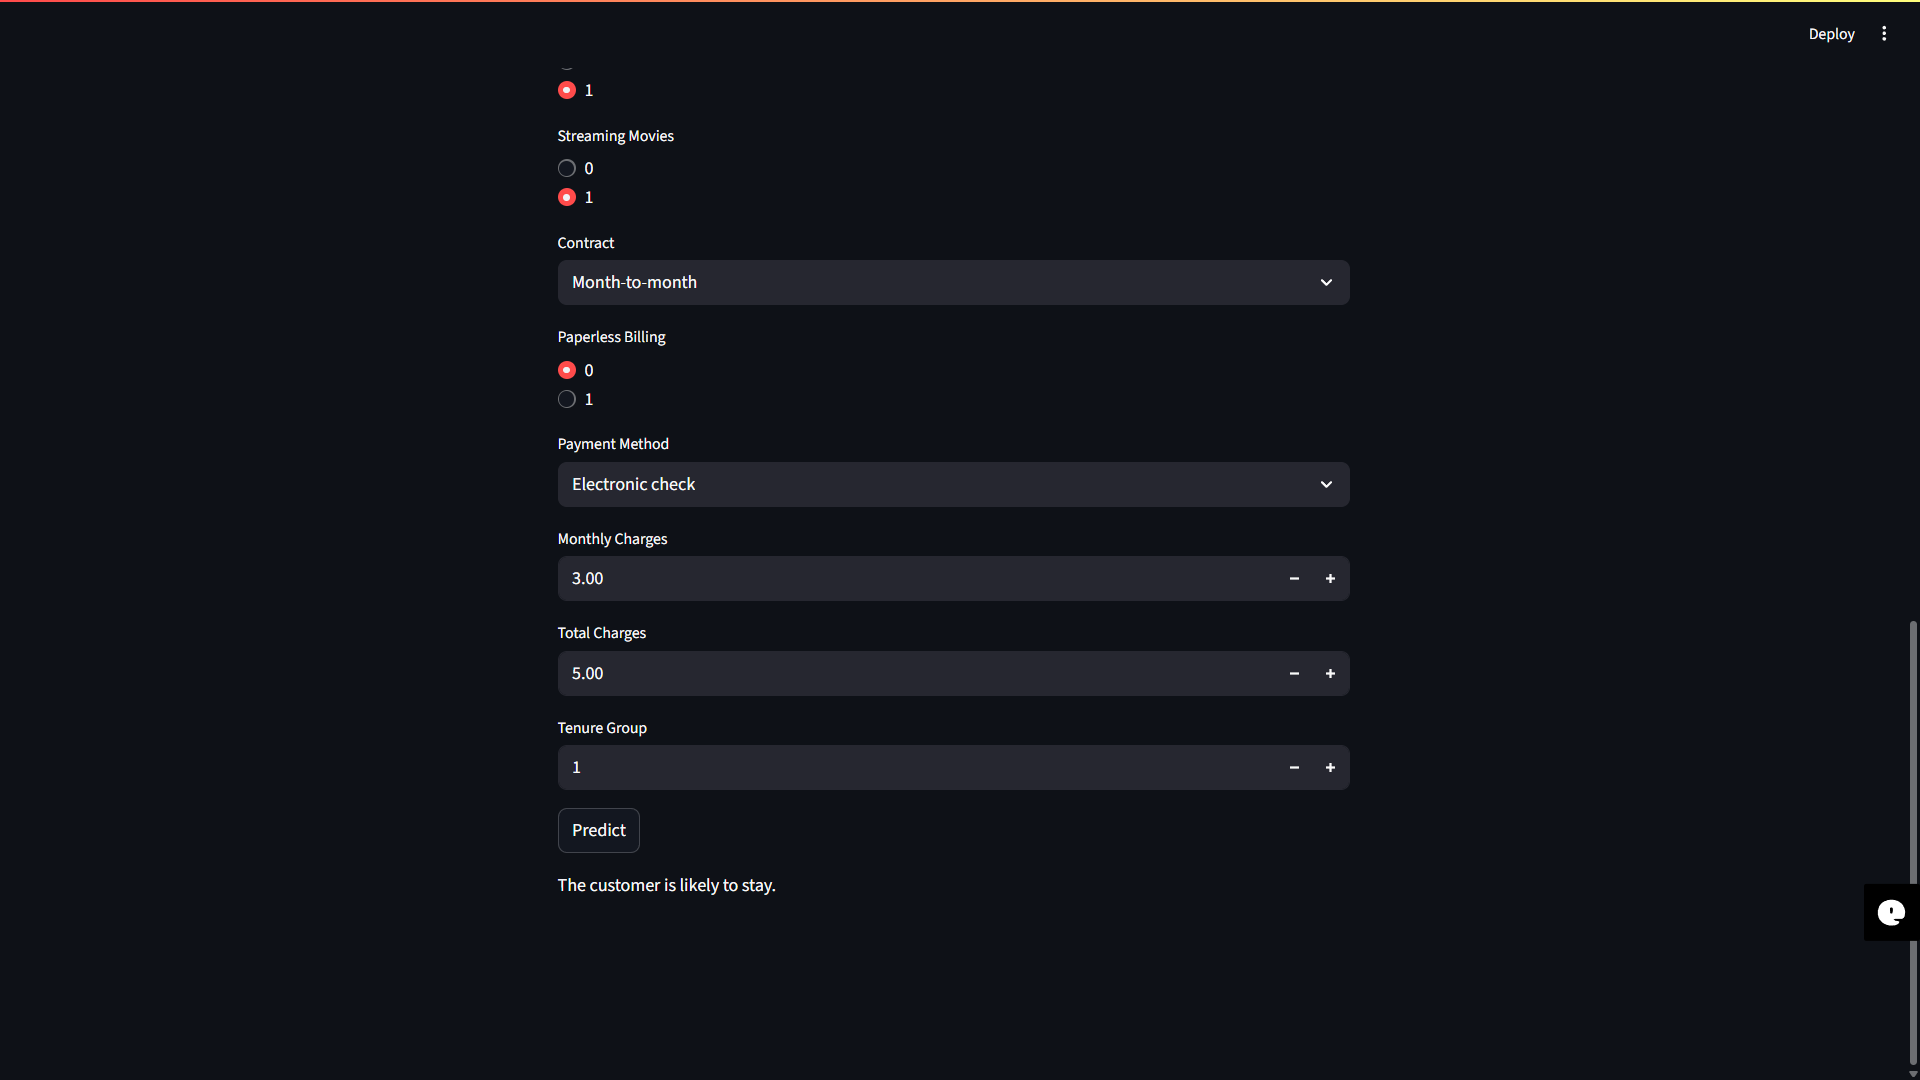 Deploy
1
Streaming Movies
0
1
Contract
Month-to-month
Paperless Billing
0
1
Payment Method
Electronic check
Monthly Charges
3.00
Total Charges
5.00
Tenure Group
1
Predict
The customer is likely to stay.